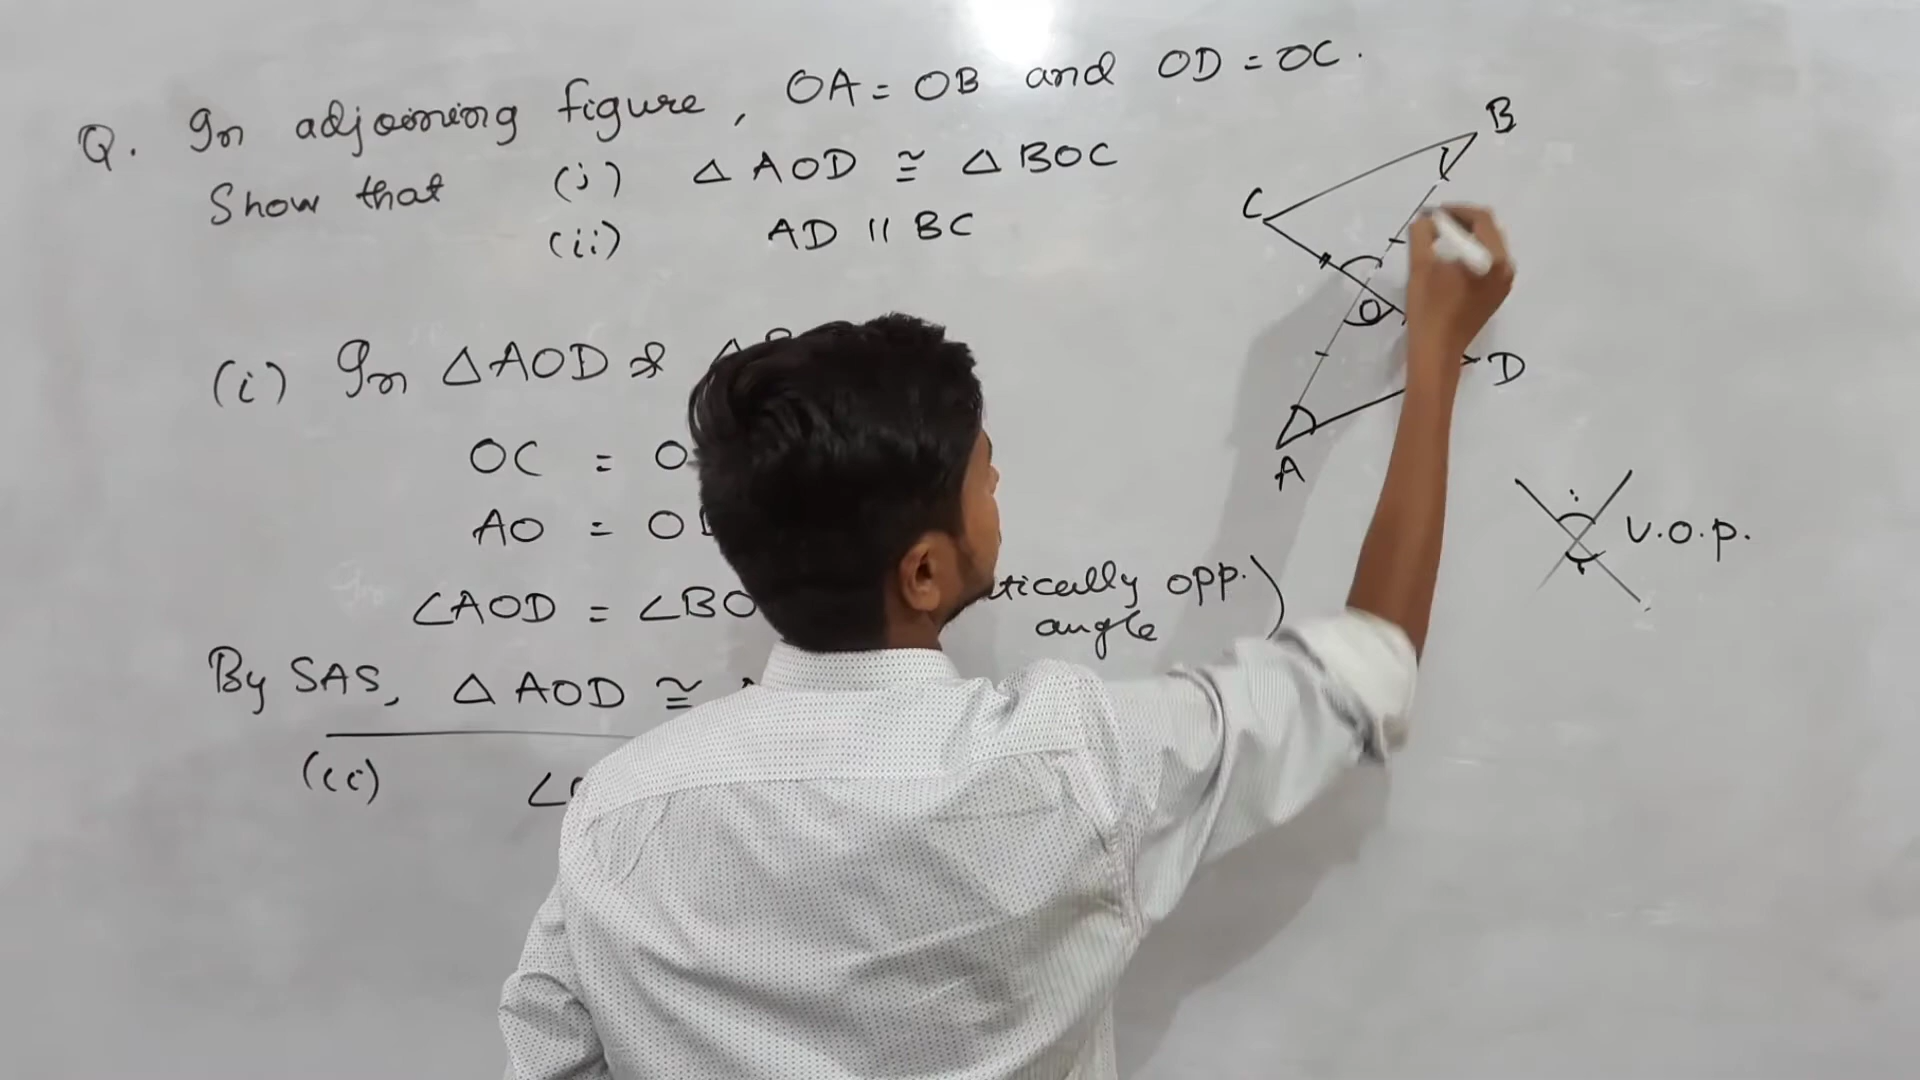 Q. In adjoining figure, OA = OB and OD = OC.
Show that (i) △ AOD ≅ △ BOC
(ii) AD || BC
(i) In △AOD & △
OC = O
AO = O
∠AOD = ∠BO tically opp.)
angle
By SAS, △ AOD ≅
(ii) ∠
B
C
O
D
A
V.O.P.